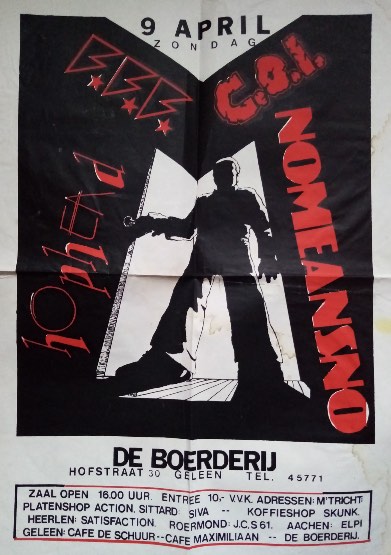 9 APRIL
ZONDAG
C.O.I.
NOMEANSNO
hopheAd
DE BOERDERIJ
HOFSTRAAT 30 GELEEN TEL. 45771
ZAAL OPEN 16.00 UUR. ENTREE 10,- V.V.K. ADRESSEN: M'TRICHT:
PLATENSHOP ACTION. SITTARD SIVA -- KOFFIESHOP SKUNK.
HEERLEN: SATISFACTION. ROERMOND: J.C,S 61. AACHEN: ELPI
GELEEN: CAFE DE SCHUUR -- CAFE MAXIMILIAAN -- DE BOERDERIJ.